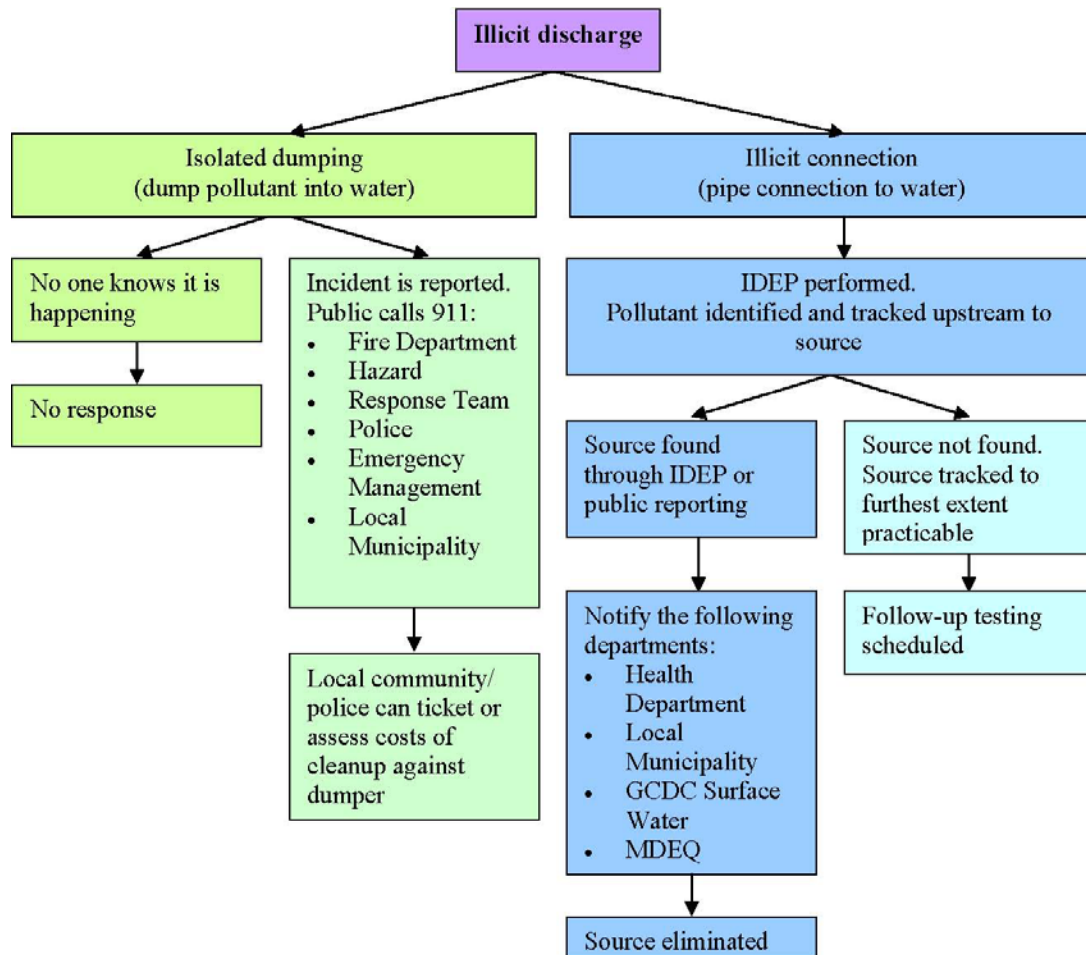 Illicit discharge
Isolated dumping
(dump pollutant into water)
Illicit connection
(pipe connection to water)
No one knows it is
happening
No response
Incident is reported.
Public calls 911:
• Fire Department
• Hazard
• Response Team
• Police
• Emergency
Management
• Local
Municipality
Local community/
police can ticket or
assess costs of
cleanup against
dumper
IDEP performed.
Pollutant identified and tracked upstream to
source
Source found
through IDEP or
public reporting
Notify the following
departments:
• Health
Department
• Local
Municipality
• GCDC Surface
Water
• MDEQ
Source eliminated
Source not found.
Source tracked to
furthest extent
practicable
Follow-up testing
scheduled